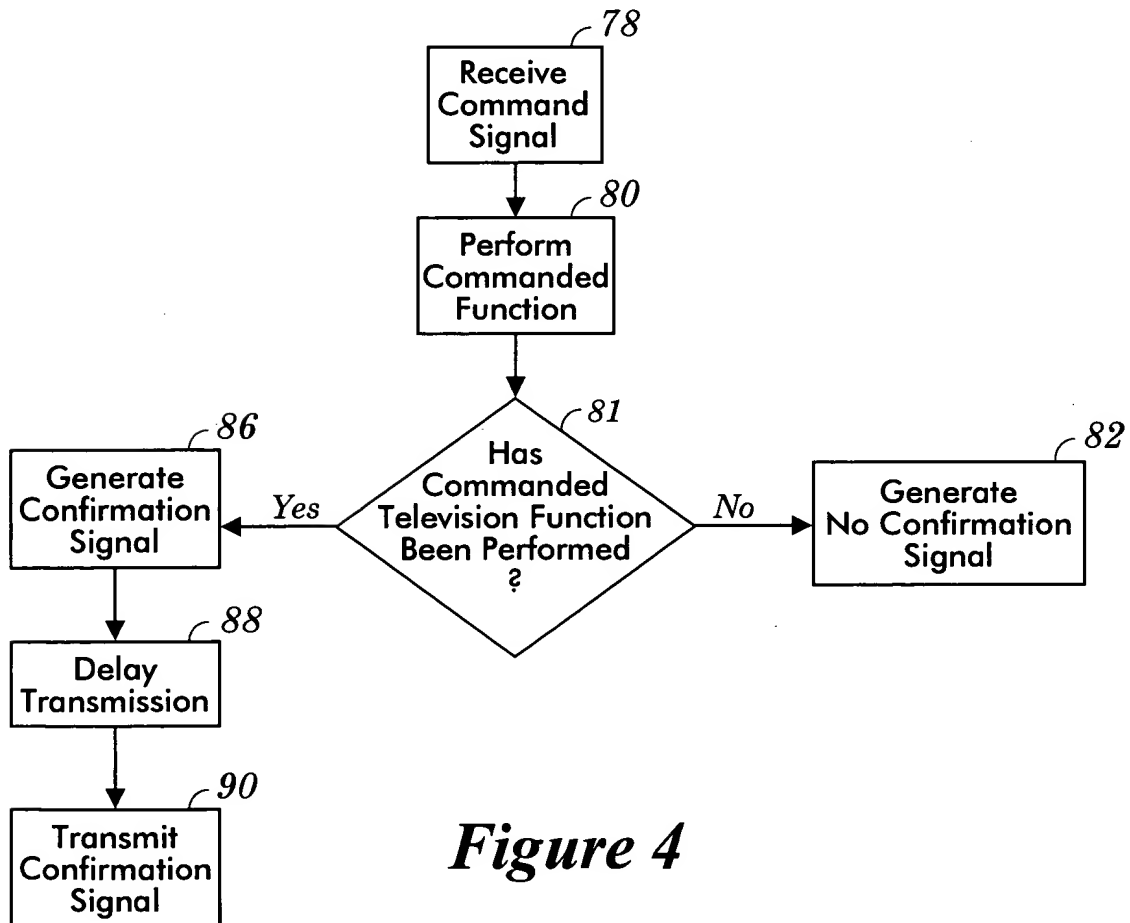 78
Receive
Command
Signal
80
Perform
Commanded
Function
81
Has
Commanded
Television Function
Been Performed
?
Yes
No
86
Generate
Confirmation
Signal
82
Generate
No Confirmation
Signal
88
Delay
Transmission
90
Transmit
Confirmation
Signal
Figure 4